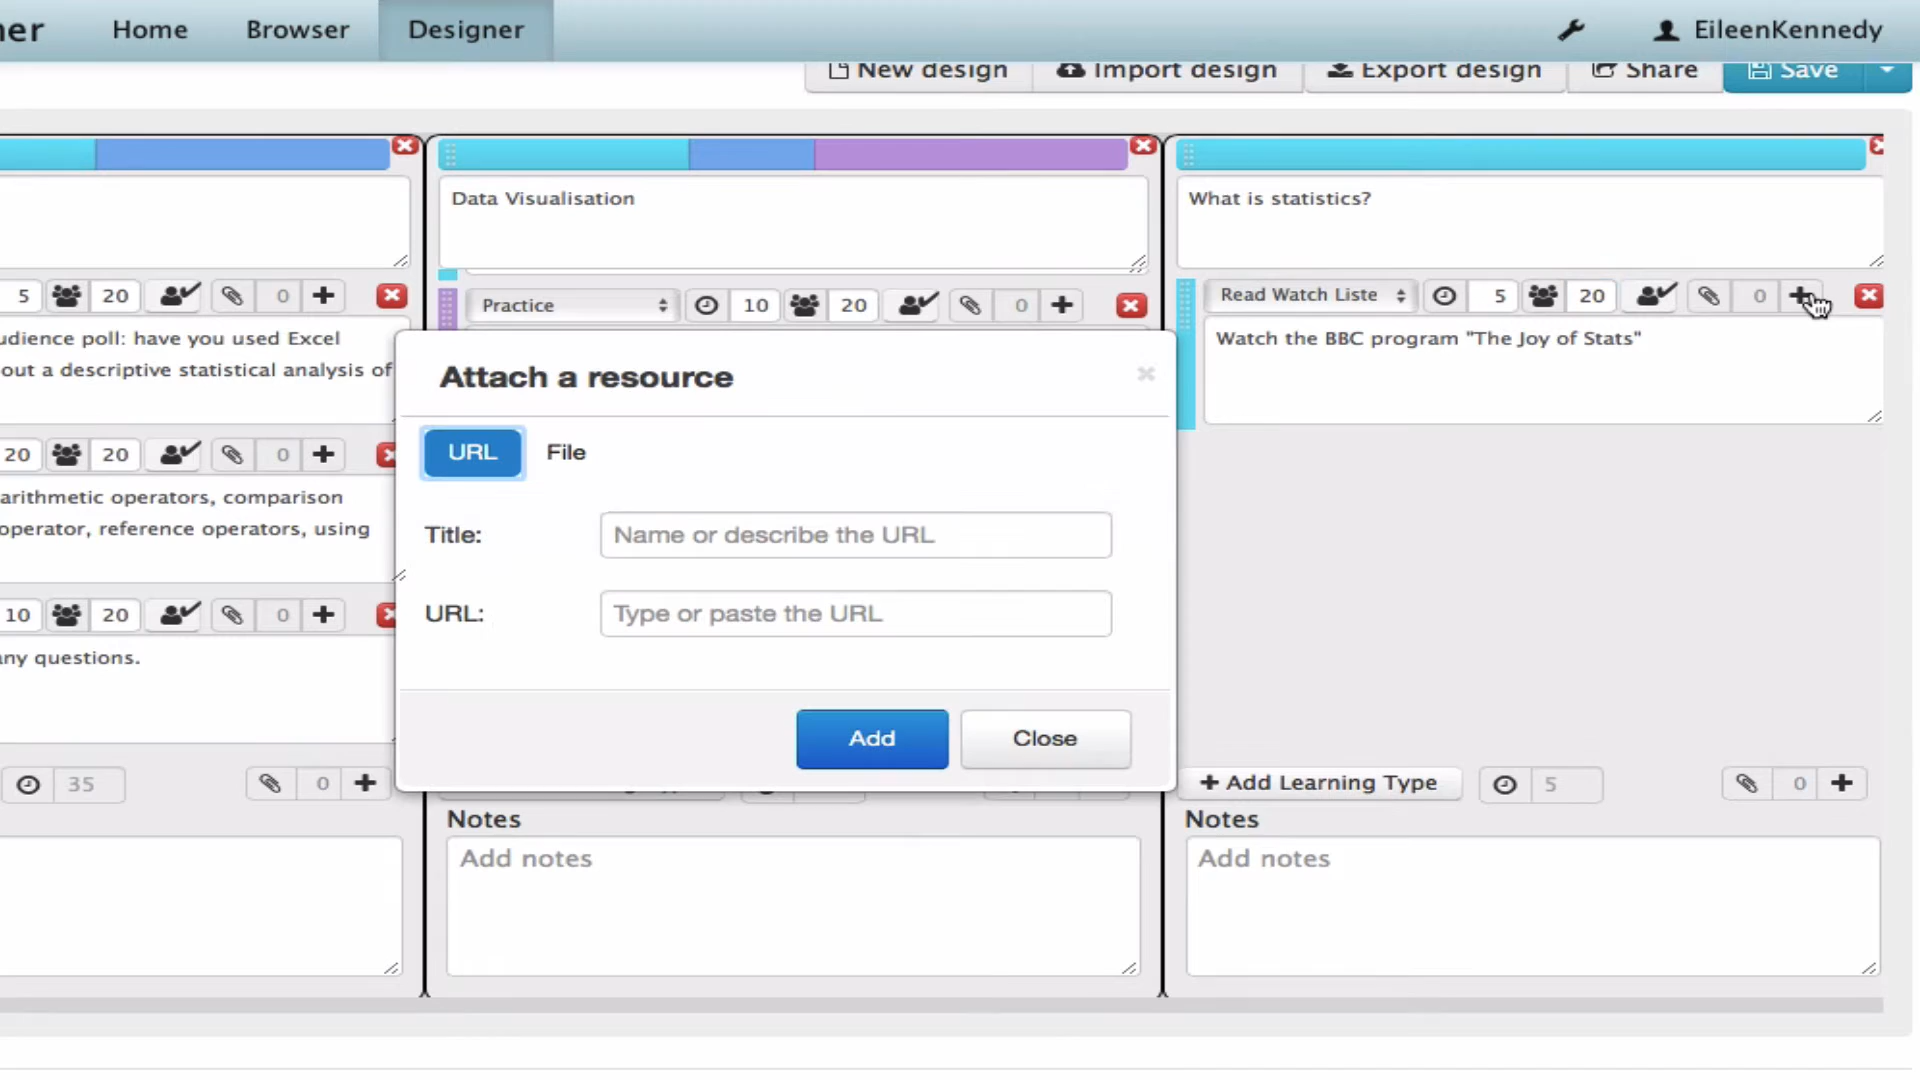 Home Browser Designer EileenKennedy
New design Import design Export design Share Save
Data Visualisation
What is statistics?
5 20 0
Practice 10 20 0
Read Watch Liste 5 20 0
have you used Excel
out a descriptive statistical analysis of
Watch the BBC program "The Joy of Stats"
Attach a resource
URL File
20 20 0
arithmetic operators, comparison
operator, reference operators, using
Title: Name or describe the URL
URL: Type or paste the URL
10 20 0
any questions.
Add Close
35 0
Add Learning Type 5 0
Notes
Add notes
Notes
Add notes